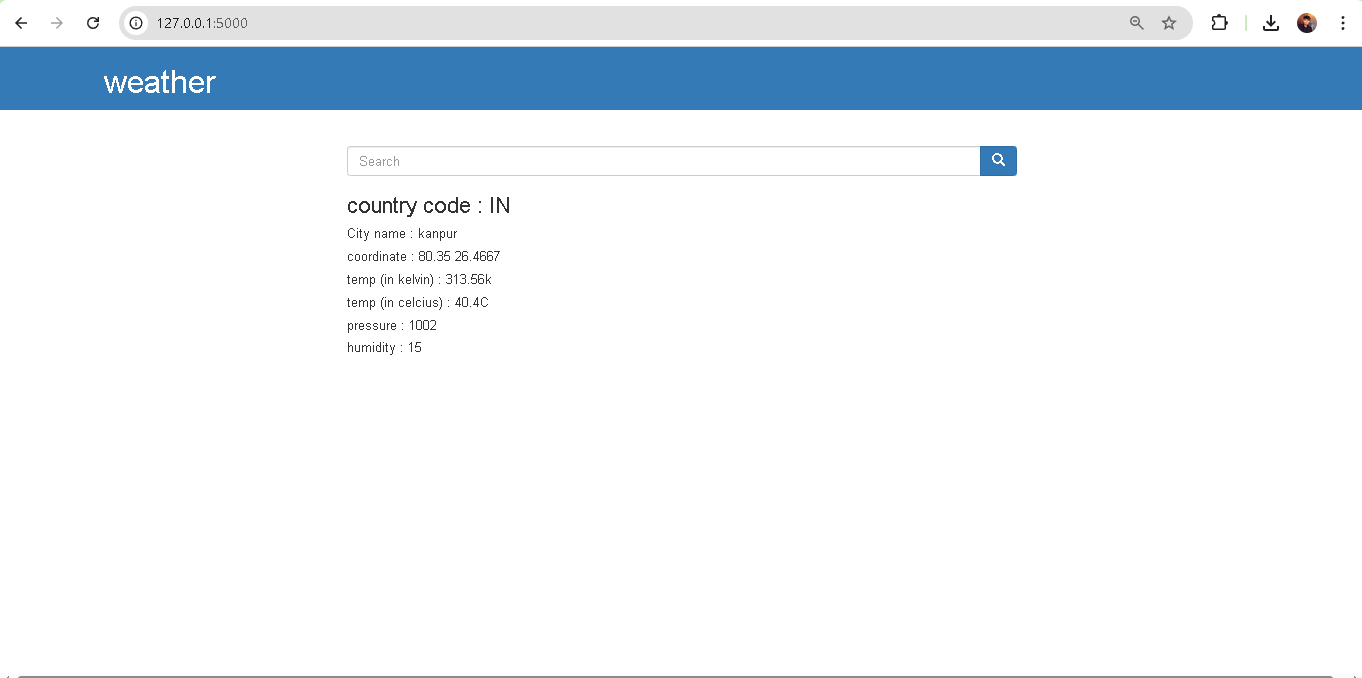 127.0.0.1:5000
weather
Search
country code : IN
City name : kanpur
coordinate : 80.35 26.4667
temp (in kelvin) : 313.56k
temp (in celcius) : 40.4C
pressure : 1002
humidity : 15